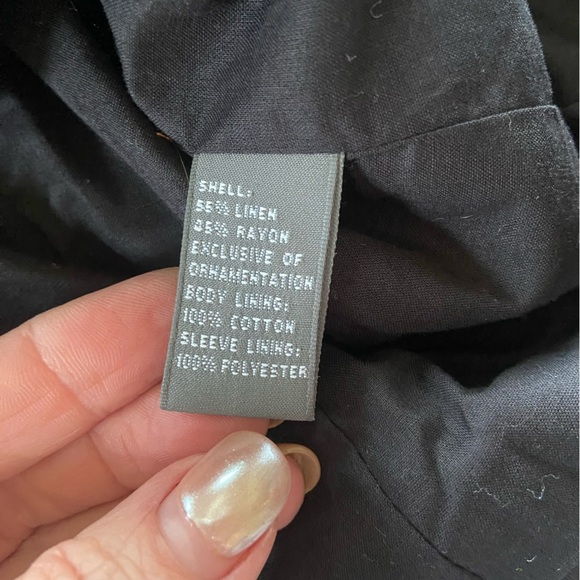 SHELL:
55% LINEN
45% RAYON
EXCLUSIVE OF
ORNAMENTATION
BODY LINING:
100% COTTON
SLEEVE LINING:
100% POLYESTER